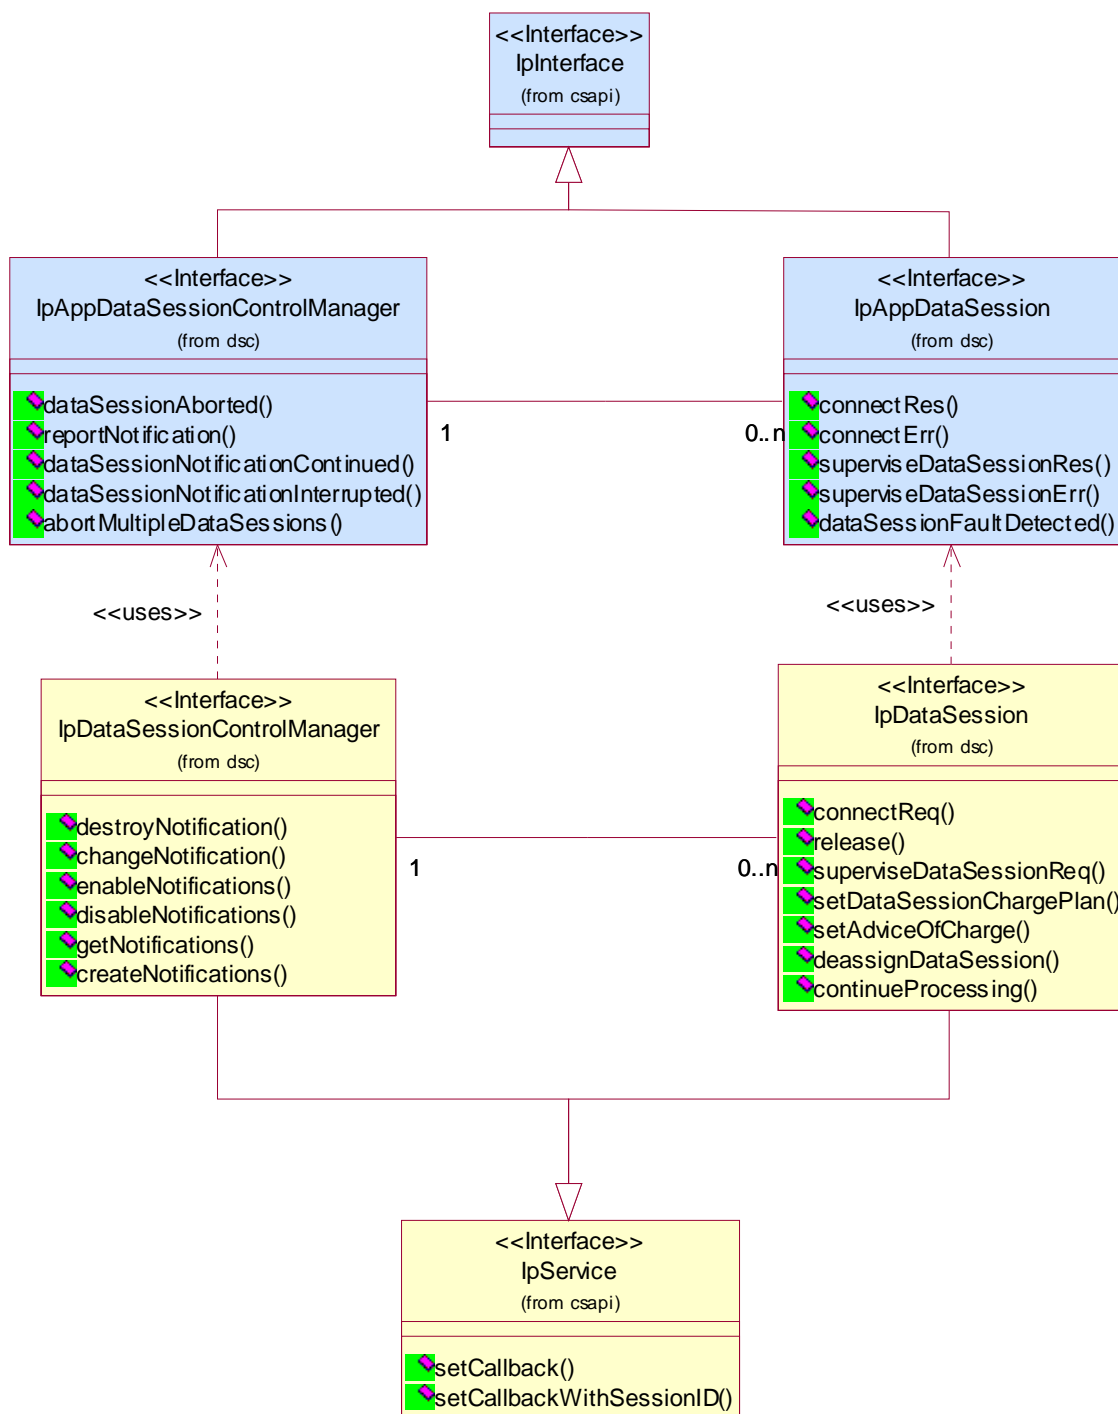 <<Interface>>
IpInterface
(from csapi)
<<Interface>>
IpAppDataSessionControlManager
(from dsc)
dataSessionAborted()
reportNotification()
dataSessionNotificationContinued()
dataSessionNotificationInterrupted()
abortMultipleDataSessions()
<<Interface>>
IpAppDataSession
(from dsc)
connectRes()
connectErr()
superviseDataSessionRes()
superviseDataSessionErr()
dataSessionFaultDetected()
1
0..n
<<uses>>
<<uses>>
<<Interface>>
IpDataSessionControlManager
(from dsc)
destroyNotification()
changeNotification()
enableNotifications()
disableNotifications()
getNotifications()
createNotifications()
<<Interface>>
IpDataSession
(from dsc)
connectReq()
release()
superviseDataSessionReq()
setDataSessionChargePlan()
setAdviceOfCharge()
deassignDataSession()
continueProcessing()
1
0..n
<<Interface>>
IpService
(from csapi)
setCallback()
setCallbackWithSessionID()